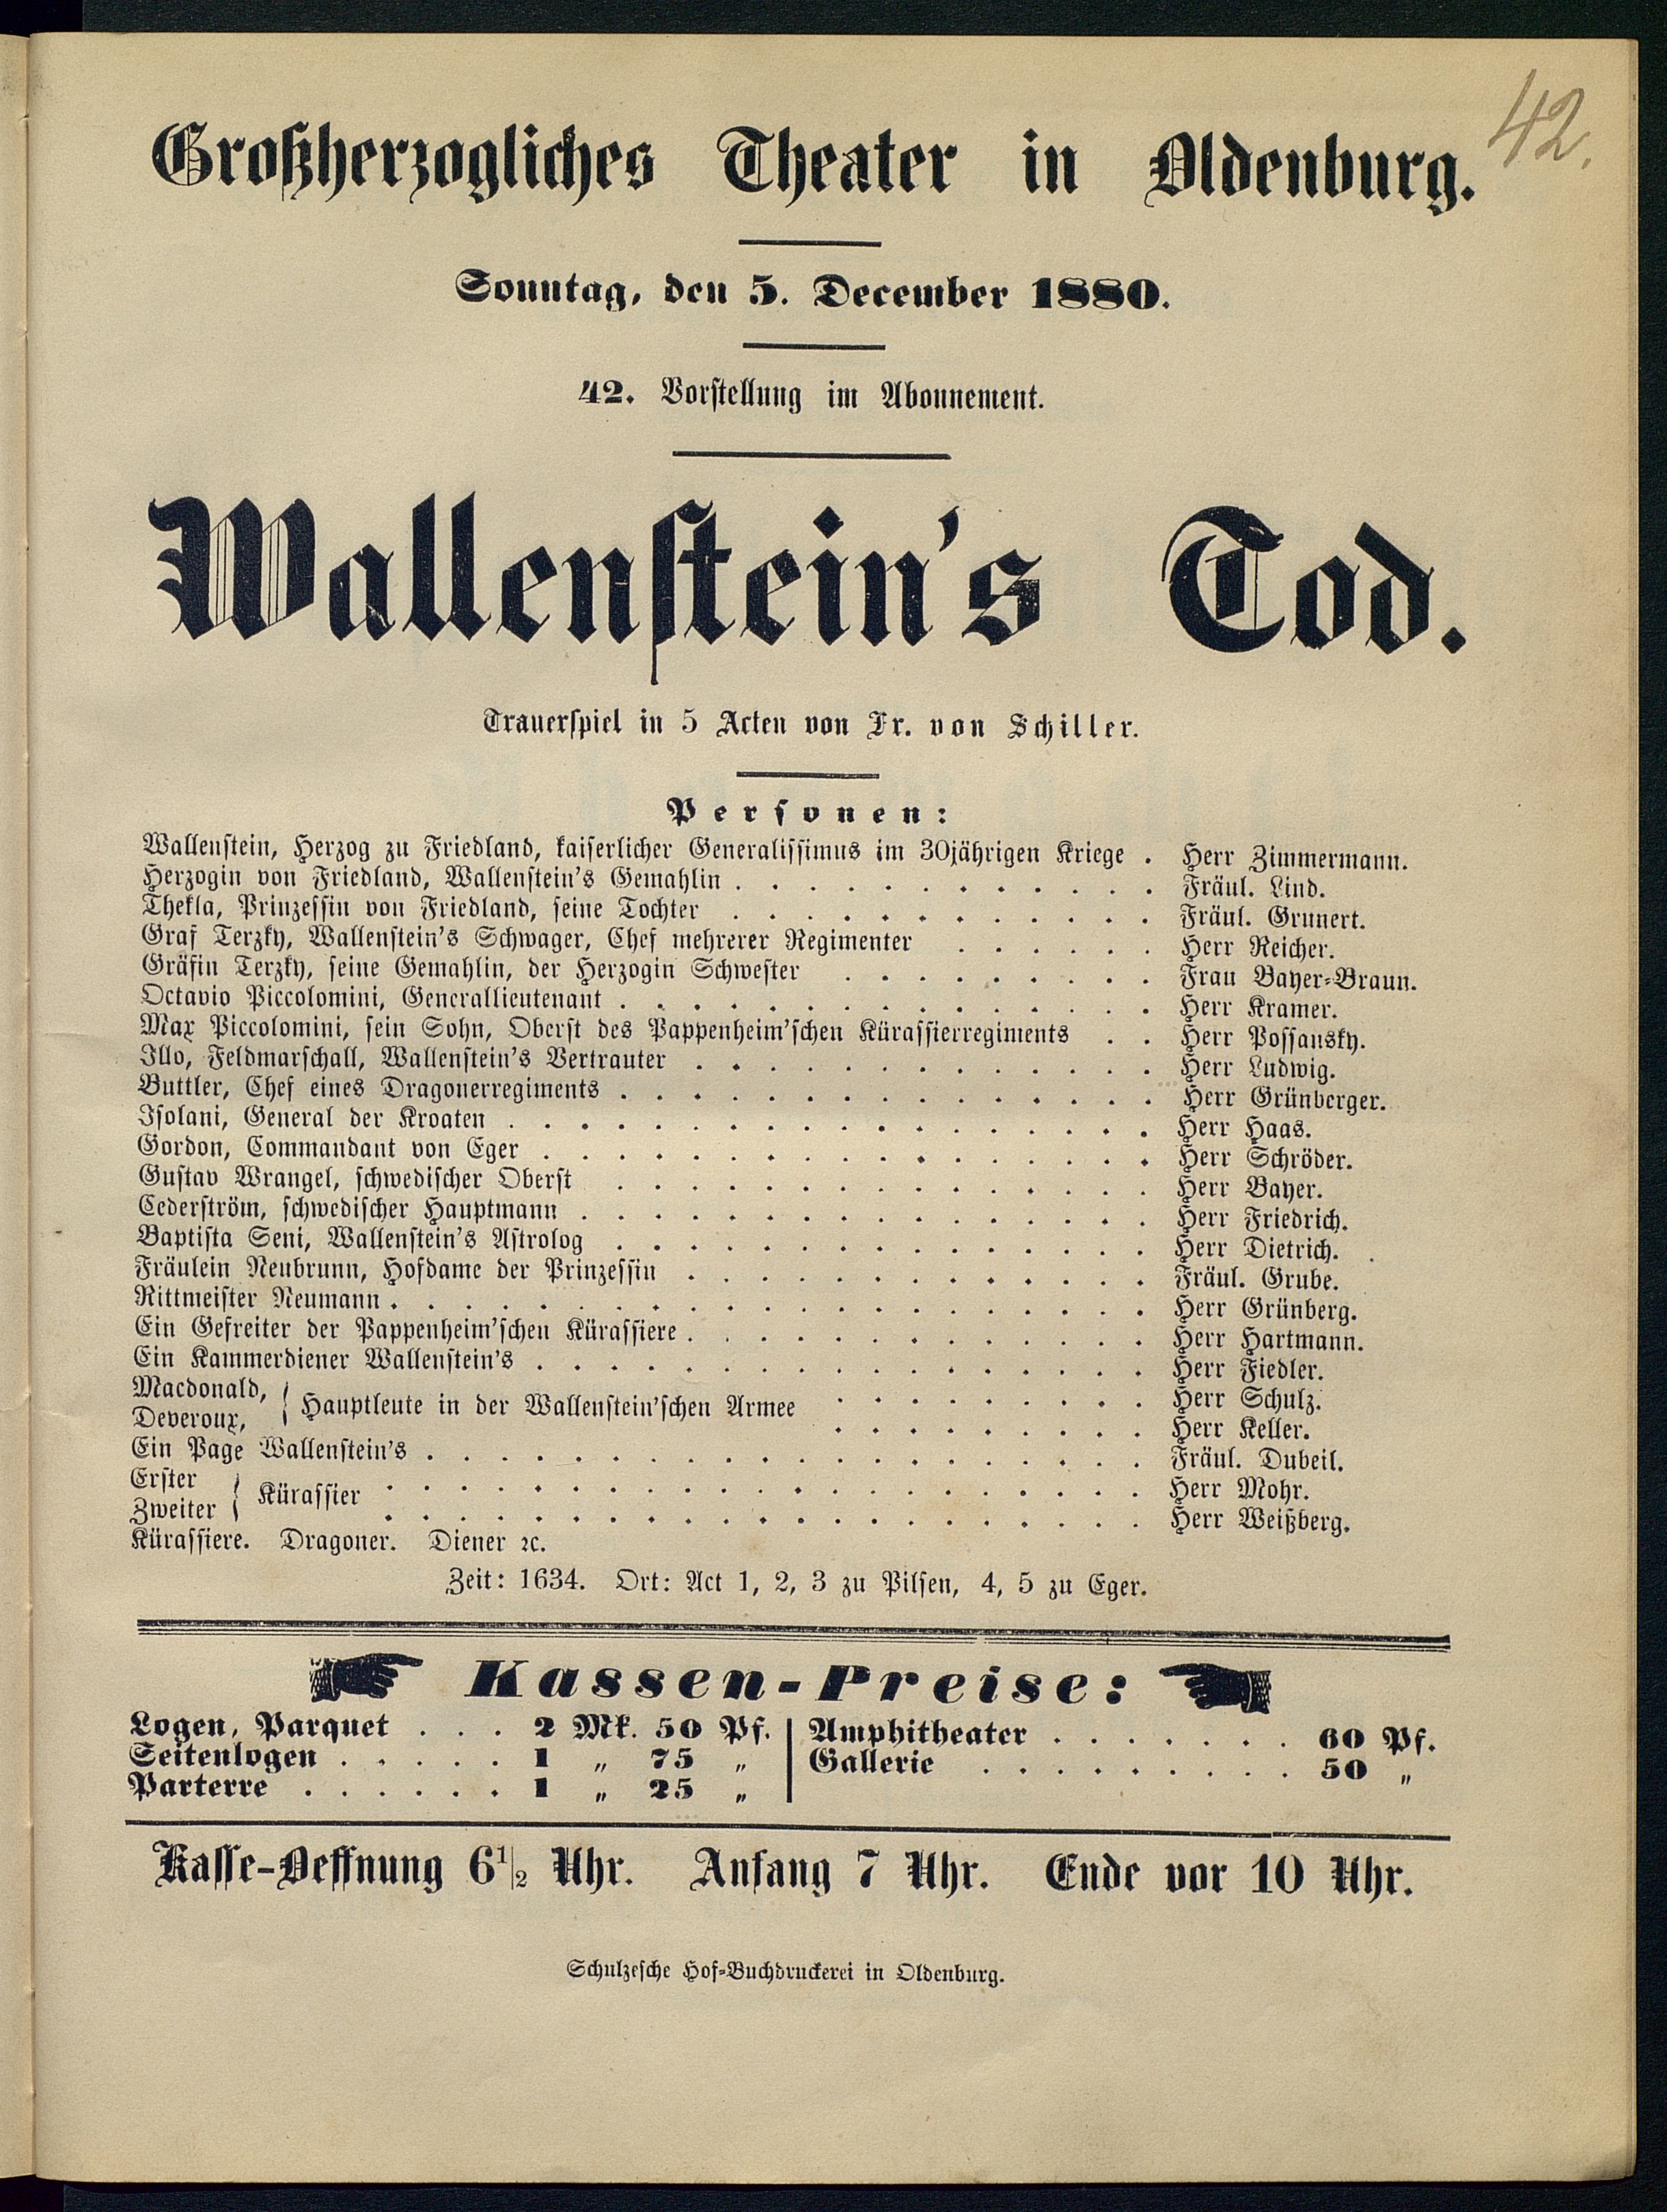 42.
Großherzogliches Theater in Oldenburg.
Sonntag, den 5. December 1880.
42. Vorstellung im Abonnement.
Wallenstein's Tod.
Trauerspiel in 5 Acten von Fr. von Schiller.
Personen:
Wallenstein, Herzog zu Friedland, kaiserlicher Generalissimus im 30jährigen Kriege . Herr Zimmermann.
Herzogin von Friedland, Wallenstein's Gemahlin . . . . . . . . . . . . Fräul. Lind.
Thekla, Prinzessin von Friedland, seine Tochter . . . . . . . . . . . . Fräul. Grunert.
Graf Terzky, Wallenstein's Schwager, Chef mehrerer Regimenter . . . . . . Herr Reicher.
Gräfin Terzky, seine Gemahlin, der Herzogin Schwester . . . . . . . . . Frau Bayer-Braun.
Octavio Piccolomini, Generallieutenant . . . . . . . . . . . . . . . Herr Kramer.
Max Piccolomini, sein Sohn, Oberst des Pappenheim'schen Kürassierregiments . . Herr Possansky.
Illo, Feldmarschall, Wallenstein's Vertrauter . . . . . . . . . . . . . Herr Ludwig.
Buttler, Chef eines Dragonerregiments . . . . . . . . . . . . . . . Herr Grünberger.
Isolani, General der Kroaten . . . . . . . . . . . . . . . . . . Herr Haas.
Gordon, Commandant von Eger . . . . . . . . . . . . . . . . . Herr Schröder.
Gustav Wrangel, schwedischer Oberst . . . . . . . . . . . . . . . Herr Bayer.
Cederström, schwedischer Hauptmann . . . . . . . . . . . . . . . . Herr Friedrich.
Baptista Seni, Wallenstein's Astrolog . . . . . . . . . . . . . . . Herr Dietrich.
Fräulein Neubrunn, Hofdame der Prinzessin . . . . . . . . . . . . . Fräul. Grube.
Rittmeister Neumann . . . . . . . . . . . . . . . . . . . . . Herr Grünberg.
Ein Gefreiter der Pappenheim'schen Kürassiere . . . . . . . . . . . . . Herr Hartmann.
Ein Kammerdiener Wallenstein's . . . . . . . . . . . . . . . . . Herr Fiedler.
Macdonald, } Hauptleute in der Wallenstein'schen Armee . . . . . . . . . Herr Schulz.
Deveroux, . . . . . . . . . Herr Keller.
Ein Page Wallenstein's . . . . . . . . . . . . . . . . . . . . Fräul. Dubeil.
Erster } Kürassier . . . . . . . . . . . . . . . . . . . . . Herr Mohr.
Zweiter . . . . . . . . . . . . . . . . . . . . . Herr Weißberg.
Kürassiere. Dragoner. Diener ꝛc.
Zeit: 1634. Ort: Act 1, 2, 3 zu Pilsen, 4, 5 zu Eger.
Kassen-Preise:
Logen, Parquet . . . 2 Mk. 50 Pf.
Seitenlogen . . . . . 1 „ 75 „
Parterre . . . . . . 1 „ 25 „
Amphitheater . . . . . . . 60 Pf.
Gallerie . . . . . . . . . 50 „
Kasse-Oeffnung 6½ Uhr. Anfang 7 Uhr. Ende vor 10 Uhr.
Schulzesche Hof-Buchdruckerei in Oldenburg.